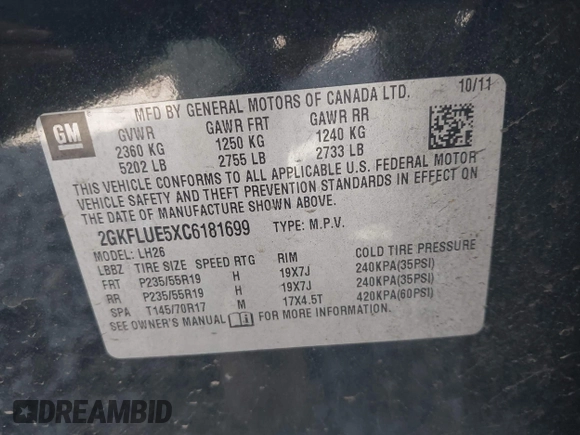 10/11
MFD BY GENERAL MOTORS OF CANADA LTD.
GM
GVWR GAWR FRT GAWR RR
2360 KG 1250 KG 1240 KG
5202 LB 2755 LB 2733 LB
THIS VEHICLE CONFORMS TO ALL APPLICABLE U.S. FEDERAL MOTOR
VEHICLE SAFETY AND THEFT PREVENTION STANDARDS IN EFFECT ON
THE DATE OF MANUFACTURE SHOWN ABOVE.
2GKFLUE5XC6181699 TYPE: M.P.V.
MODEL: LH26
LBBZ TIRE SIZE SPEED RTG RIM COLD TIRE PRESSURE
FRT P235/55R19 H 19X7J 240KPA(35PSI)
RR P235/55R19 H 19X7J 240KPA(35PSI)
SPA T145/70R17 M 17X4.5T 420KPA(60PSI)
SEE OWNER'S MANUAL FOR MORE INFORMATION.
DREAMBID